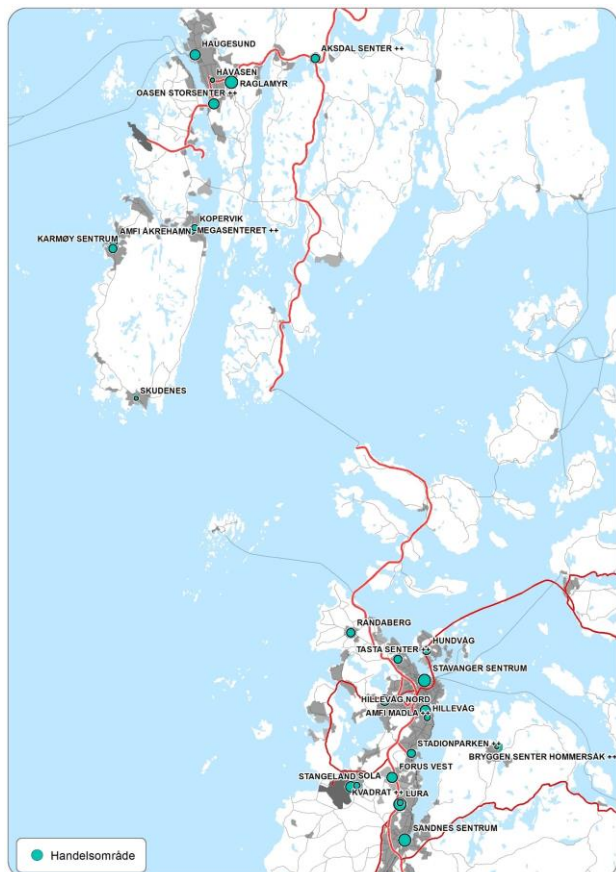 HAUGESUND
AKSDAL SENTER ++
HÅVÅSEN
RAGLAMYR
OASEN STORSENTER ++
KOPERVIK
AMFI ÅKREHAMN, MEGASENTERET ++
KARMØY SENTRUM
SKUDENES
RANDABERG
HUNDVÅG
TASTA SENTER ++
STAVANGER SENTRUM
HILLEVÅG NORD
HILLEVÅG
AMFI MADLA ++
STADIONPARKEN ++
BRYGGEN SENTER HOMMERSÅK ++
FORUS VEST
STANGELAND
SOLA
KVADRAT ++
LURA
SANDNES SENTRUM
Handelsområde